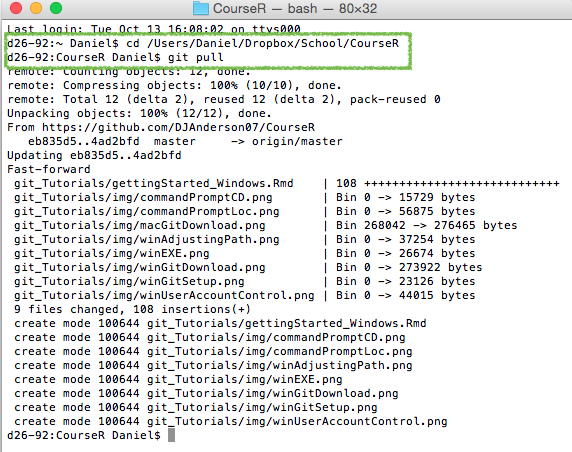 CourseR — bash — 80×32
Last login: Tue Oct 13 16:08:02 on ttys000
d26-92:~ Daniel$ cd /Users/Daniel/Dropbox/School/CourseR
d26-92:CourseR Daniel$ git pull
remote: Counting objects: 12, done.
remote: Compressing objects: 100% (10/10), done.
remote: Total 12 (delta 2), reused 12 (delta 2), pack-reused 0
Unpacking objects: 100% (12/12), done.
From https://github.com/DJAnderson07/CourseR
   eb835d5..4ad2bfd  master     -> origin/master
Updating eb835d5..4ad2bfd
Fast-forward
 git_Tutorials/gettingStarted_Windows.Rmd    | 108 ++++++++++++++++++++++++++++
 git_Tutorials/img/commandPromptCD.png       | Bin 0 -> 15729 bytes
 git_Tutorials/img/commandPromptLoc.png      | Bin 0 -> 56875 bytes
 git_Tutorials/img/macGitDownload.png        | Bin 268042 -> 276465 bytes
 git_Tutorials/img/winAdjustingPath.png      | Bin 0 -> 37254 bytes
 git_Tutorials/img/winEXE.png                | Bin 0 -> 26674 bytes
 git_Tutorials/img/winGitDownload.png        | Bin 0 -> 273922 bytes
 git_Tutorials/img/winGitSetup.png           | Bin 0 -> 23126 bytes
 git_Tutorials/img/winUserAccountControl.png | Bin 0 -> 44015 bytes
 9 files changed, 108 insertions(+)
 create mode 100644 git_Tutorials/gettingStarted_Windows.Rmd
 create mode 100644 git_Tutorials/img/commandPromptCD.png
 create mode 100644 git_Tutorials/img/commandPromptLoc.png
 create mode 100644 git_Tutorials/img/winAdjustingPath.png
 create mode 100644 git_Tutorials/img/winEXE.png
 create mode 100644 git_Tutorials/img/winGitDownload.png
 create mode 100644 git_Tutorials/img/winGitSetup.png
 create mode 100644 git_Tutorials/img/winUserAccountControl.png
d26-92:CourseR Daniel$